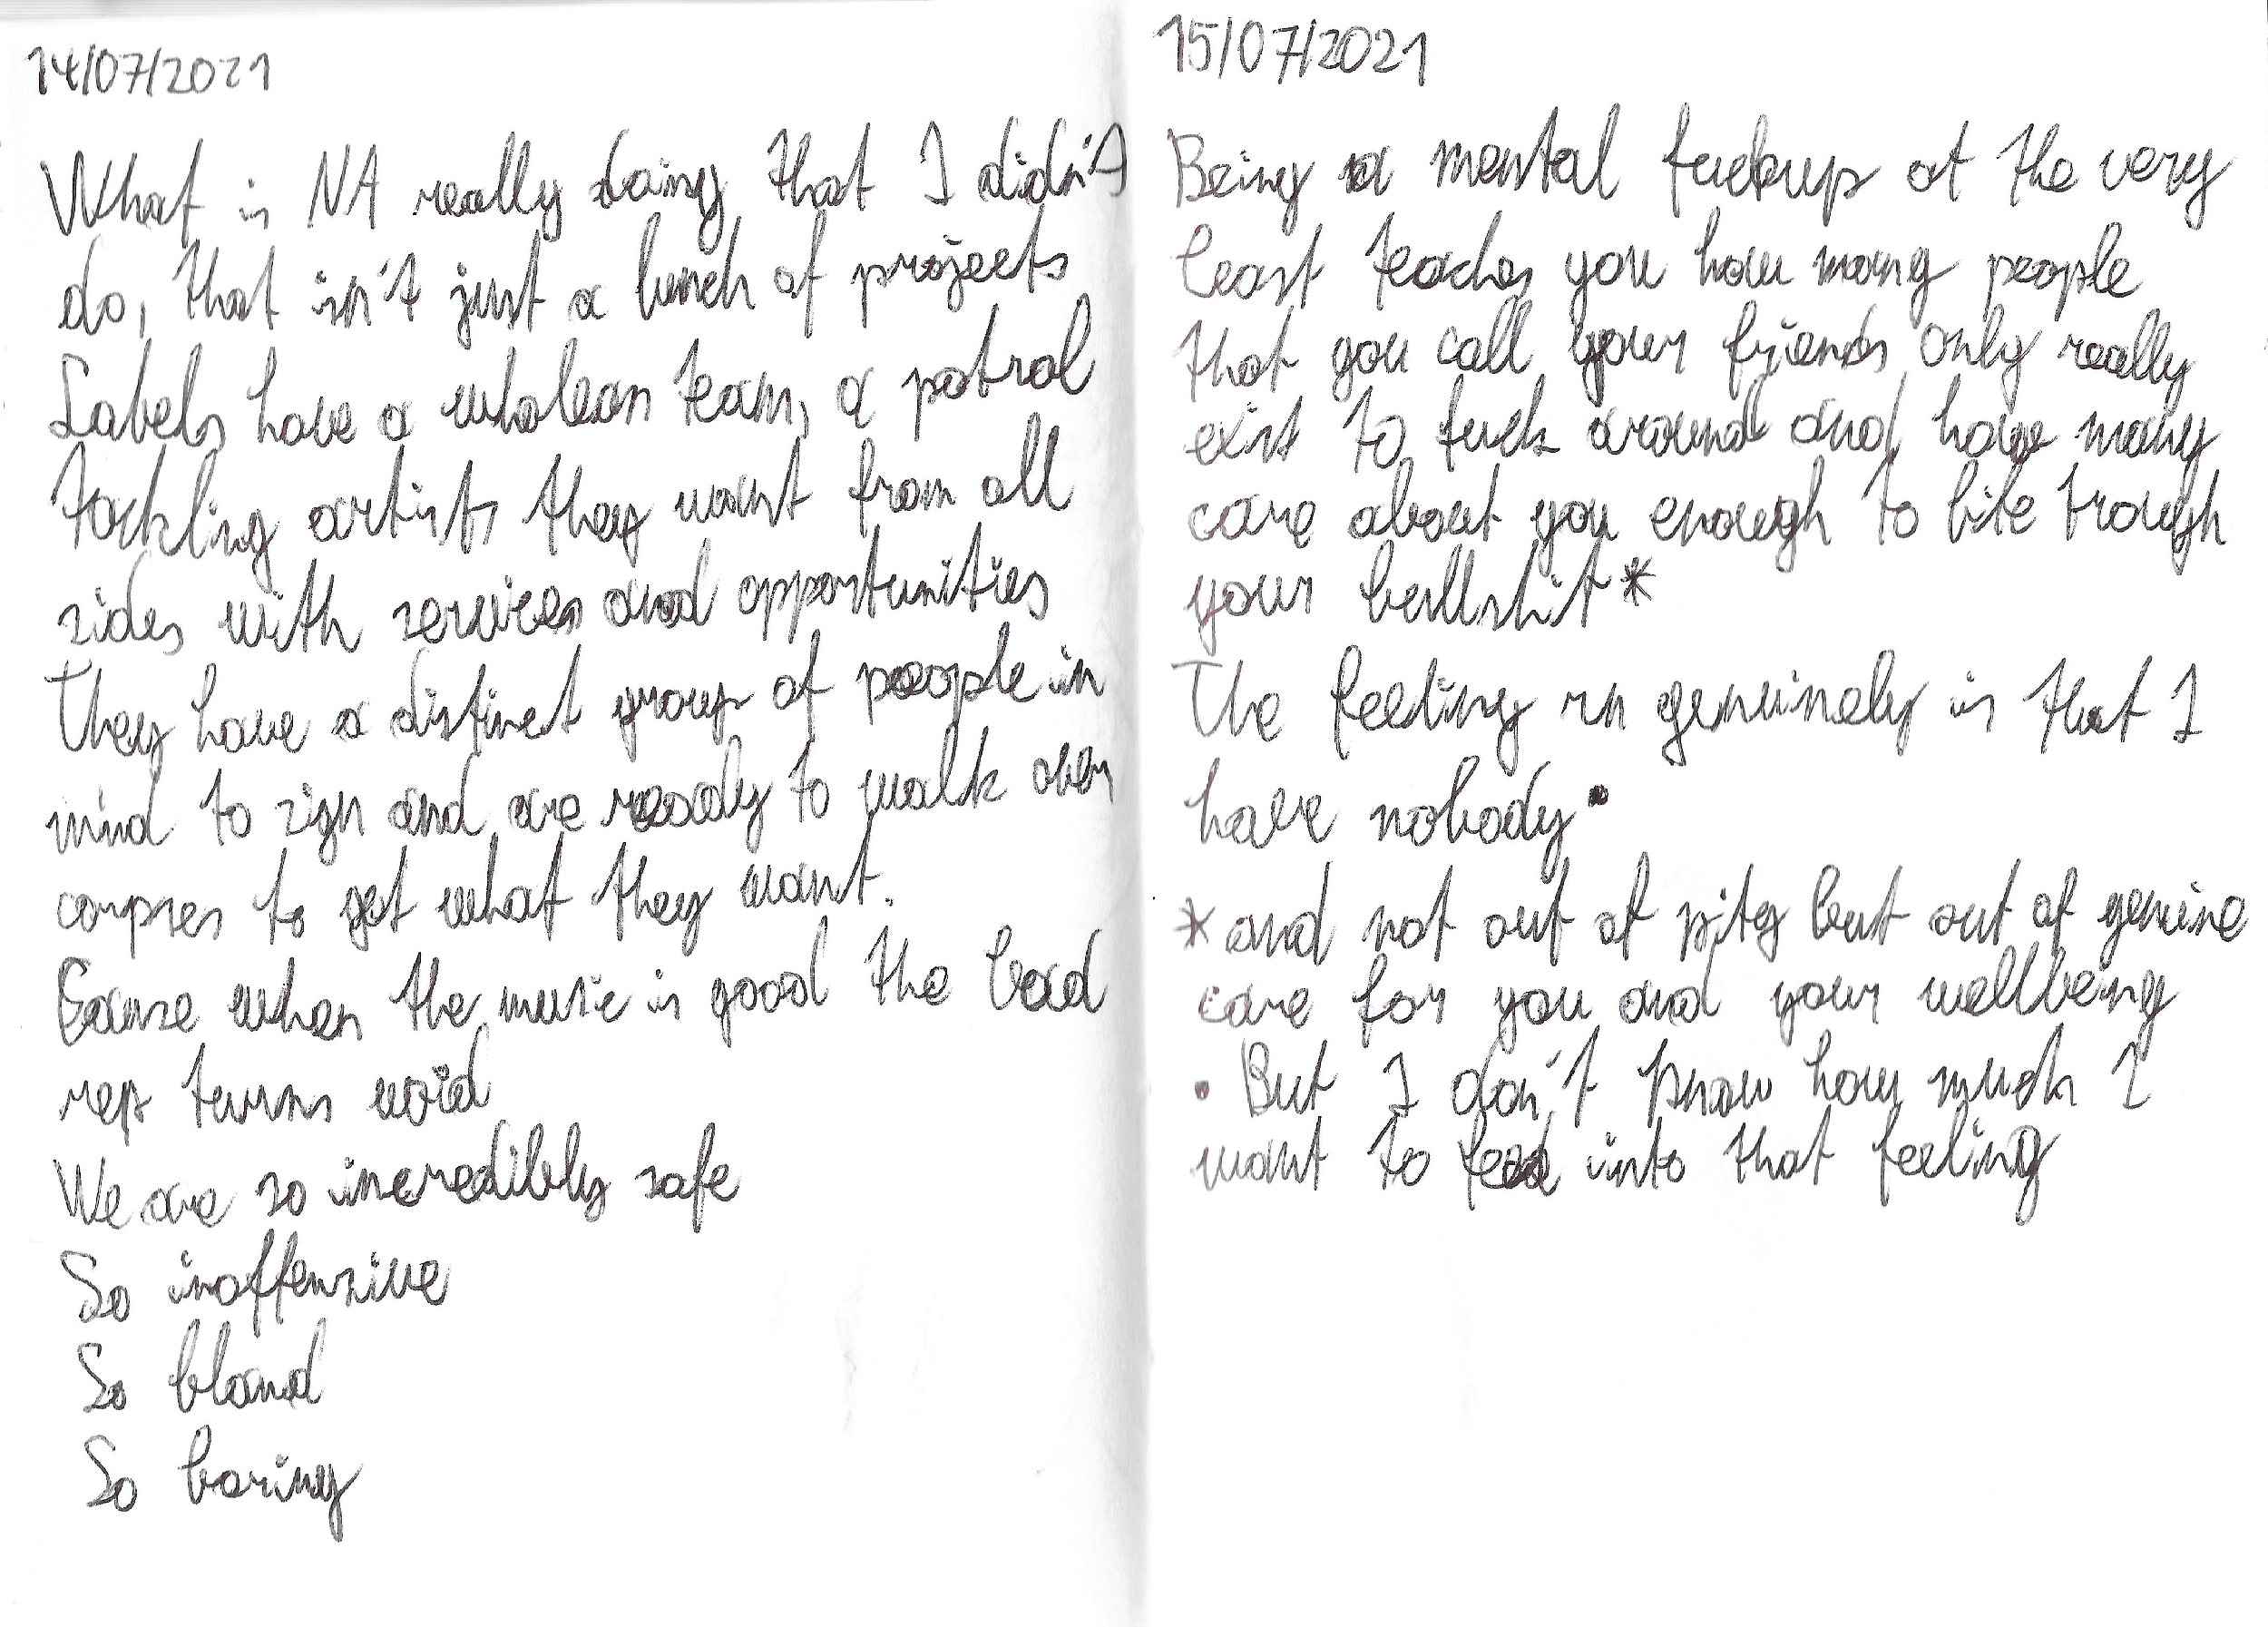 14/07/2021
What is NA really doing that I didn't
do, that isn't just a bunch of projects
Labels have a whole team, a patrol
tackling artists they want from all
sides with services and opportunities
They have a distinct group of people in
mind to sign and are ready to walk over
corpses to get what they want.
Cause when the music is good the bad
rep turns void
We are so incredibly safe
So inoffensive
So bland
So boring
15/07/2021
Being a mental fuckup at the very
least teaches you how many people
that you call your friends only really
exist to fuck around and how many
care about you enough to bite trough
your bullshit*
The feeling rn genuinely is that I
have nobody•
*and not out of pity but out of genuine
care for you and your wellbeing
• But I don't know how much I
want to feed into that feeling